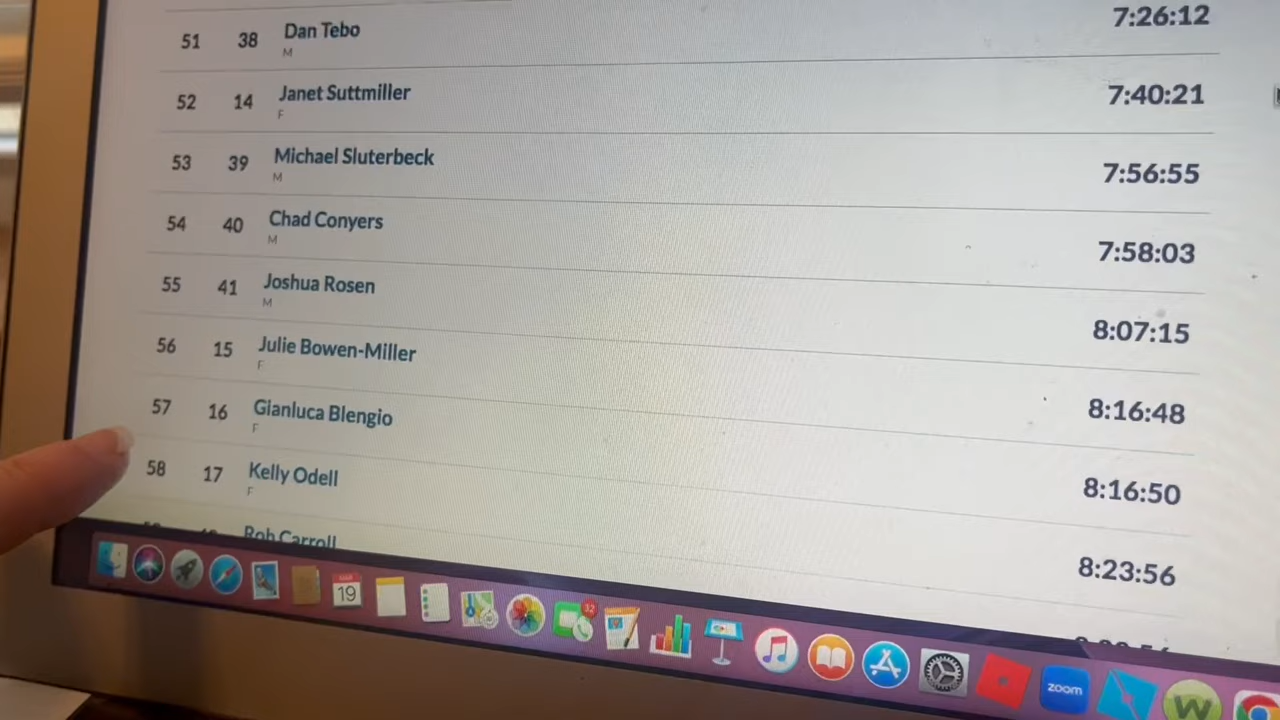 51 38 Dan Tebo 7:26:12
M
52 14 Janet Suttmiller 7:40:21
F
53 39 Michael Sluterbeck 7:56:55
M
54 40 Chad Conyers 7:58:03
M
55 41 Joshua Rosen 8:07:15
M
56 15 Julie Bowen-Miller 8:16:48
F
57 16 Gianluca Blengio 8:16:50
F
58 17 Kelly Odell 8:23:56
F
Rob Carroll
19
32
zoom
W